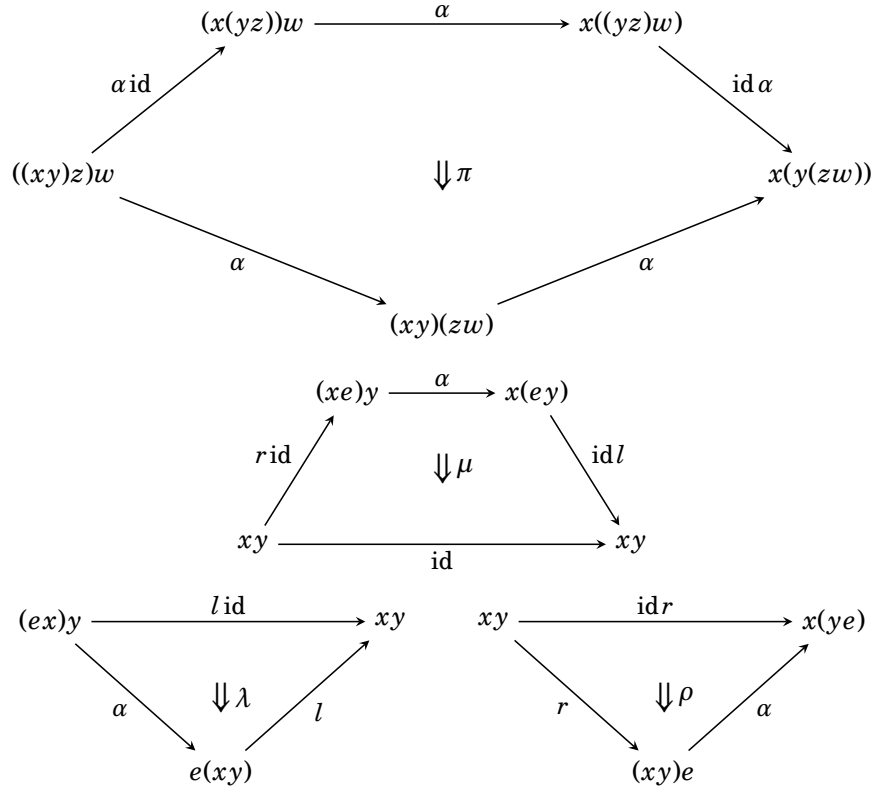 (x(yz))w α x((yz)w)
α id id α
((xy)z)w ⇓π x(y(zw))
α α
(xy)(zw)
(xe)y α x(ey)
r id ⇓μ id l
xy id xy
(ex)y l id xy xy id r x(ye)
α ⇓λ l r ⇓ρ α
e(xy) (xy)e